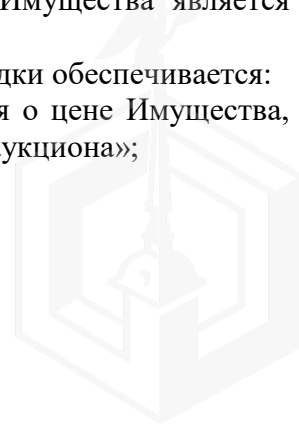 Имущества является
дки обеспечивается:
я о цене Имущества,
укциона»;